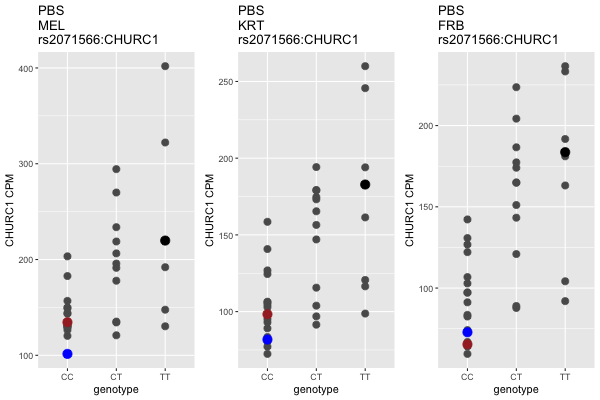 PBS
MEL
rs2071566:CHURC1
CHURC1 CPM
400
300
200
100
CC CT TT
genotype
PBS
KRT
rs2071566:CHURC1
CHURC1 CPM
250
200
150
100
CC CT TT
genotype
PBS
FRB
rs2071566:CHURC1
CHURC1 CPM
200
150
100
CC CT TT
genotype